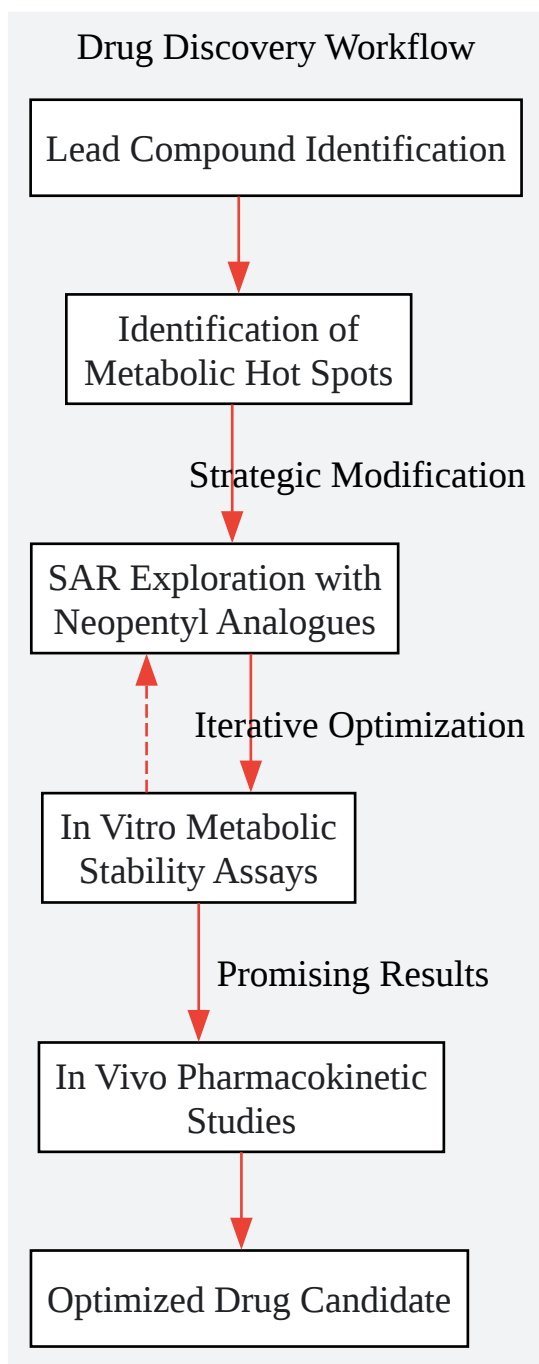 Drug Discovery Workflow
Lead Compound Identification
Identification of
Metabolic Hot Spots
Strategic Modification
SAR Exploration with
Neopentyl Analogues
Iterative Optimization
In Vitro Metabolic
Stability Assays
Promising Results
In Vivo Pharmacokinetic
Studies
Optimized Drug Candidate